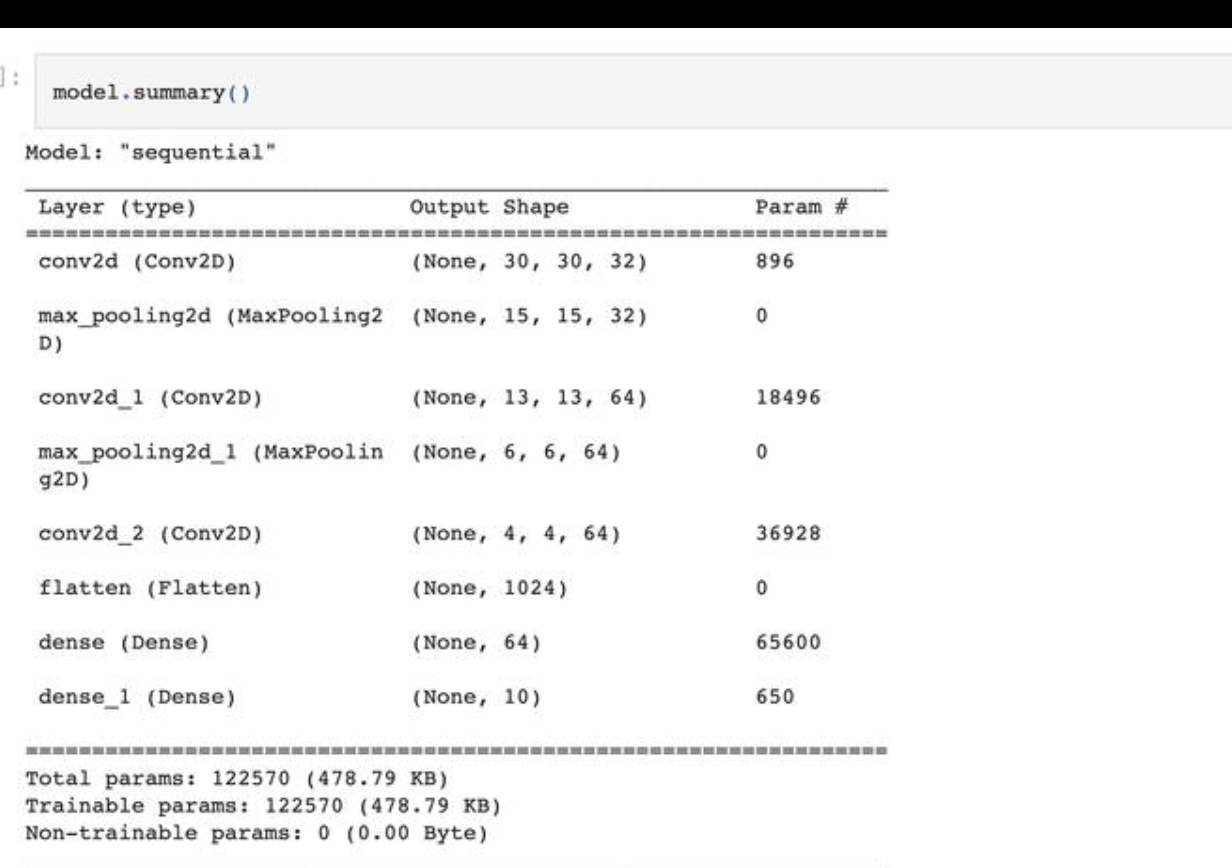 ]:
model.summary()
Model: "sequential"
Layer (type) Output Shape Param #
=================================================================
conv2d (Conv2D) (None, 30, 30, 32) 896
max_pooling2d (MaxPooling2 (None, 15, 15, 32) 0
D)
conv2d_1 (Conv2D) (None, 13, 13, 64) 18496
max_pooling2d_1 (MaxPoolin (None, 6, 6, 64) 0
g2D)
conv2d_2 (Conv2D) (None, 4, 4, 64) 36928
flatten (Flatten) (None, 1024) 0
dense (Dense) (None, 64) 65600
dense_1 (Dense) (None, 10) 650
=================================================================
Total params: 122570 (478.79 KB)
Trainable params: 122570 (478.79 KB)
Non-trainable params: 0 (0.00 Byte)